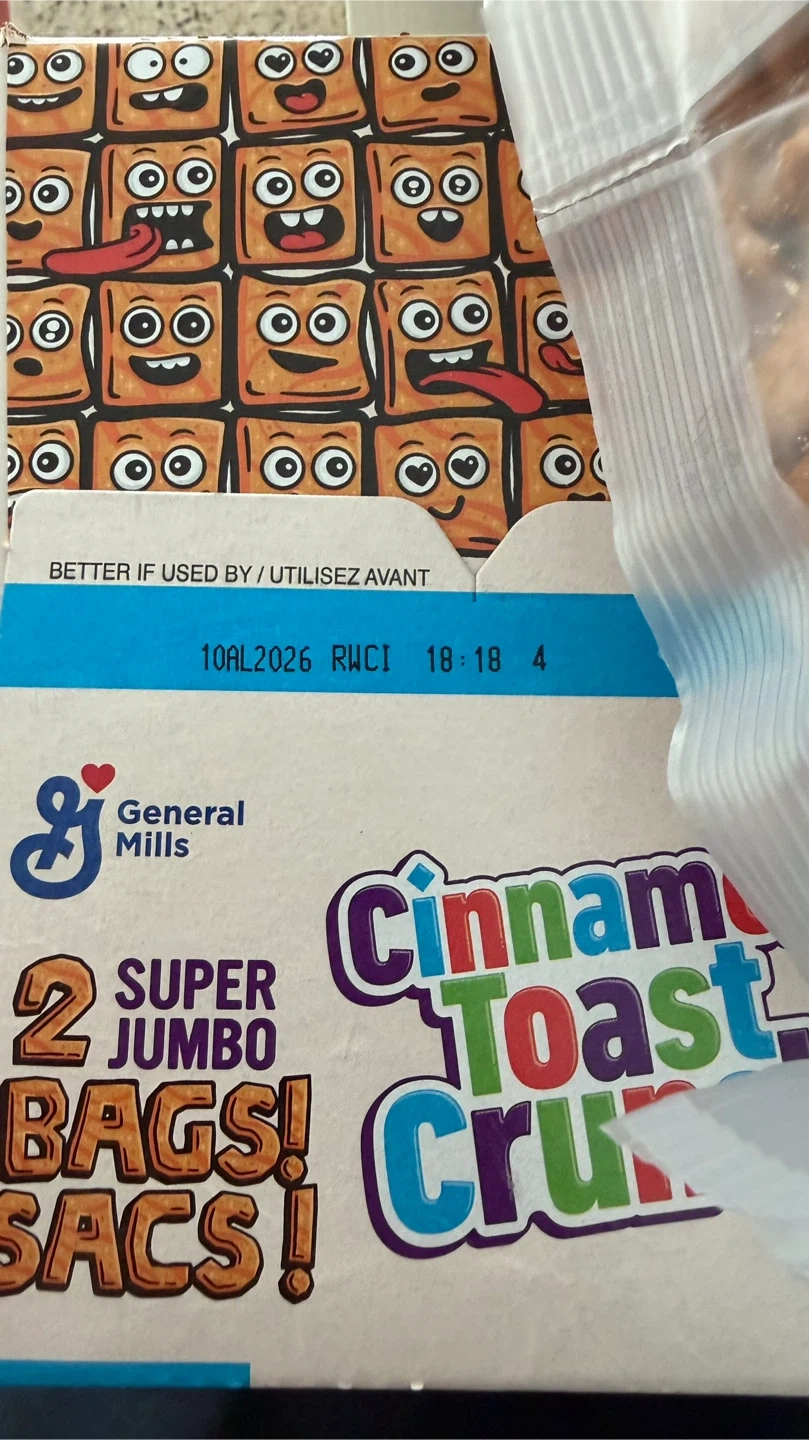 BETTER IF USED BY / UTILISEZ AVANT
10AL2026 RWCI 18:18 4
General
Mills
2 SUPER
JUMBO
BAGS!
SACS !
Toast